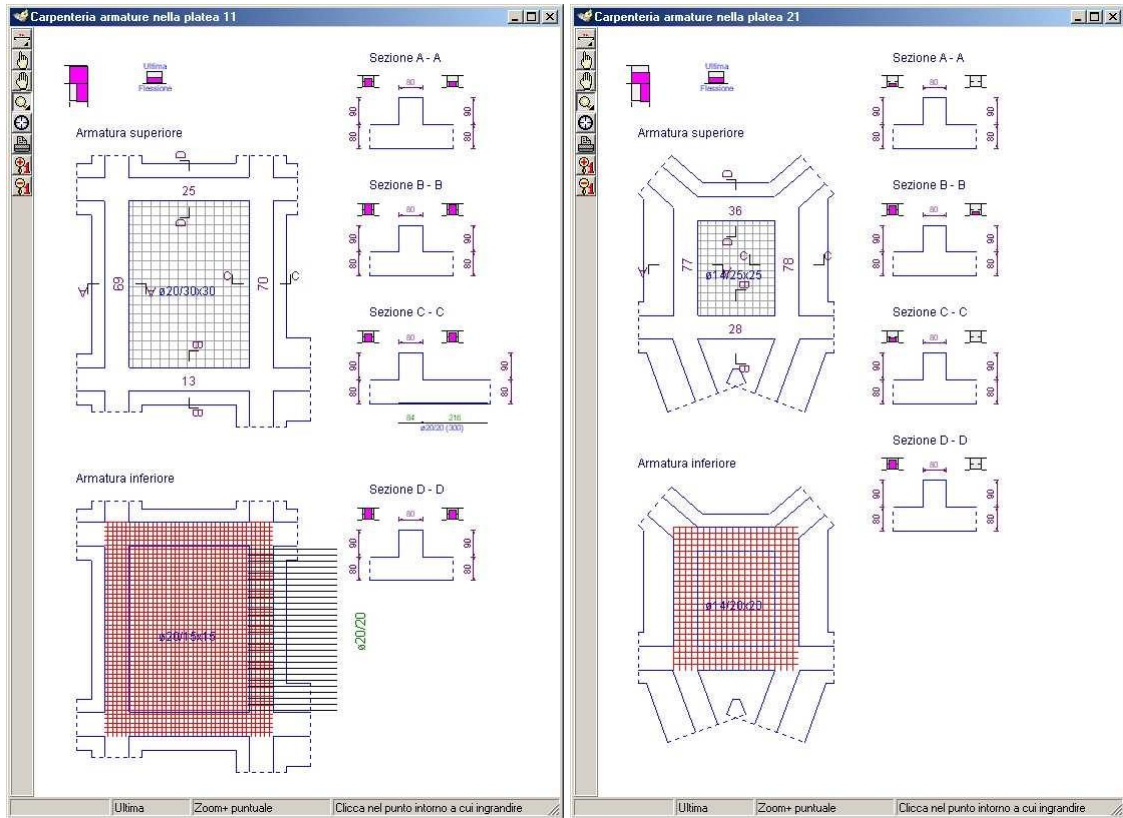 Carpenteria armature nella platea 11
Ultima
Flessione
Armatura superiore
25
D
D
69
70
A
A
C
C
ø20/30x30
B
13
B
Sezione A - A
80
90
90
80
80
Sezione B - B
80
90
90
80
80
Sezione C - C
80
90
90
80
80
84
216
ø20/20 (300)
Armatura inferiore
ø20/15x15
ø20/20
Sezione D - D
80
90
90
80
80
Ultima
Zoom+ puntuale
Clicca nel punto intorno a cui ingrandire
Carpenteria armature nella platea 21
Ultima
Flessione
Armatura superiore
D
36
D
77
78
A
A
C
C
ø14/25x25
B
28
B
Sezione A - A
80
90
90
80
80
Sezione B - B
80
90
90
80
80
Sezione C - C
80
90
90
80
80
Armatura inferiore
ø14/20x20
Sezione D - D
80
90
90
80
80
Ultima
Zoom+ puntuale
Clicca nel punto intorno a cui ingrandire